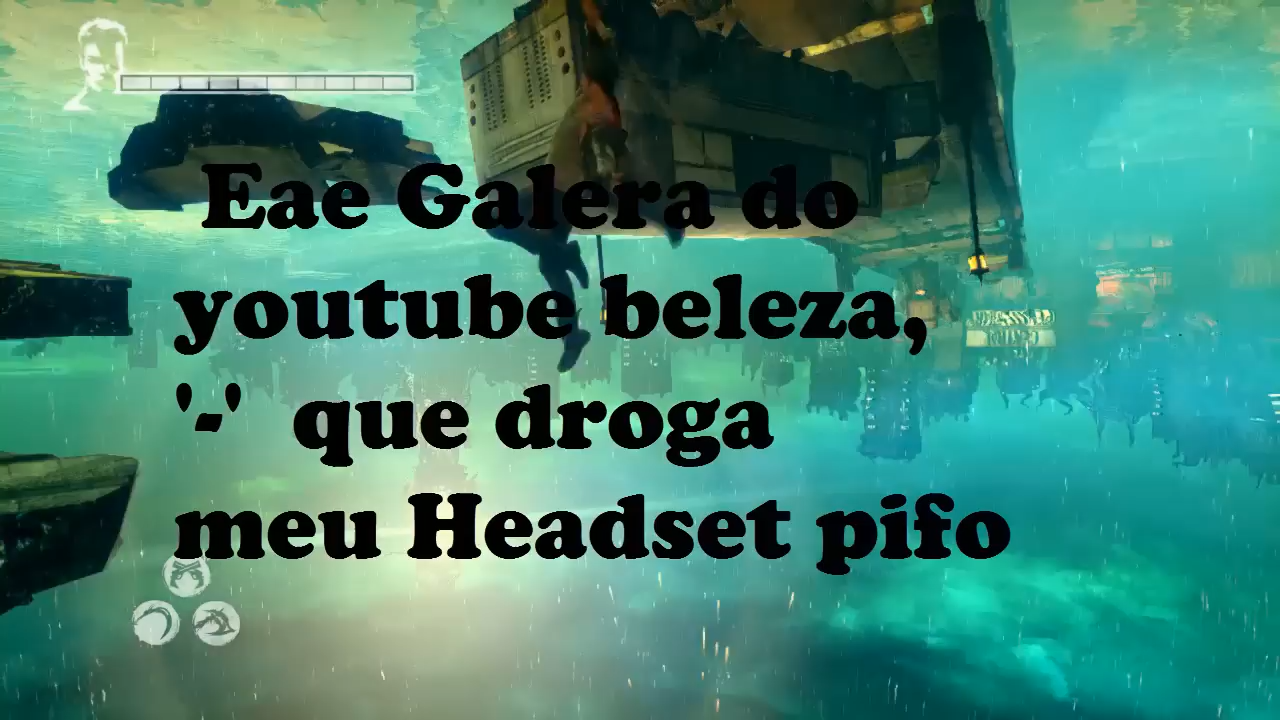 Eae Galera do
youtube beleza,
'-' que droga
meu Headset pifo